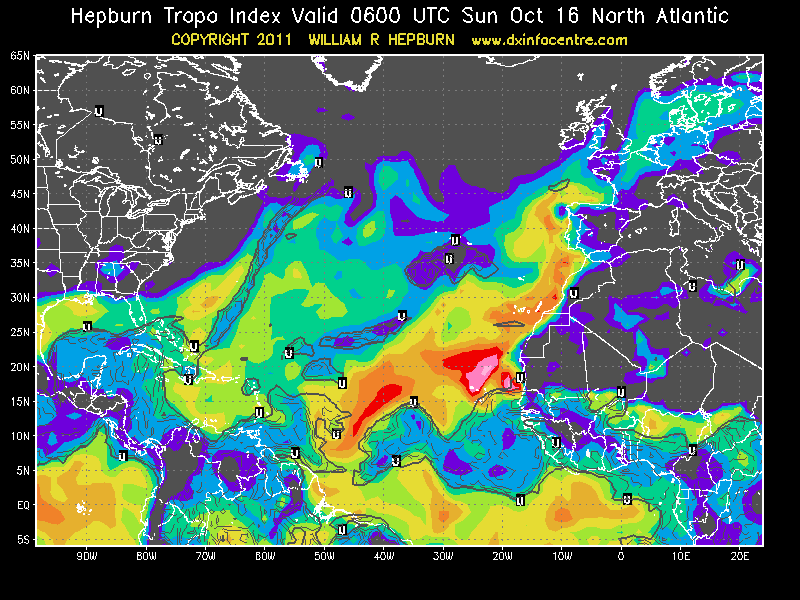 Hepburn Tropo Index Valid 0600 UTC Sun Oct 16 North Atlantic
COPYRIGHT 2011 WILLIAM R HEPBURN www.dxinfocentre.com
65N
60N
55N
50N
U
U
U
45N
U
40N
U
35N
U
U
30N
U
U
25N
U
U
20N
U
U
U
U
U
15N
U
U
U
10N
U
U
U
5N
U
U
U
EQ
U
U
5S
U
90W 80W 70W 60W 50W 40W 30W 20W 10W 0 10E 20E